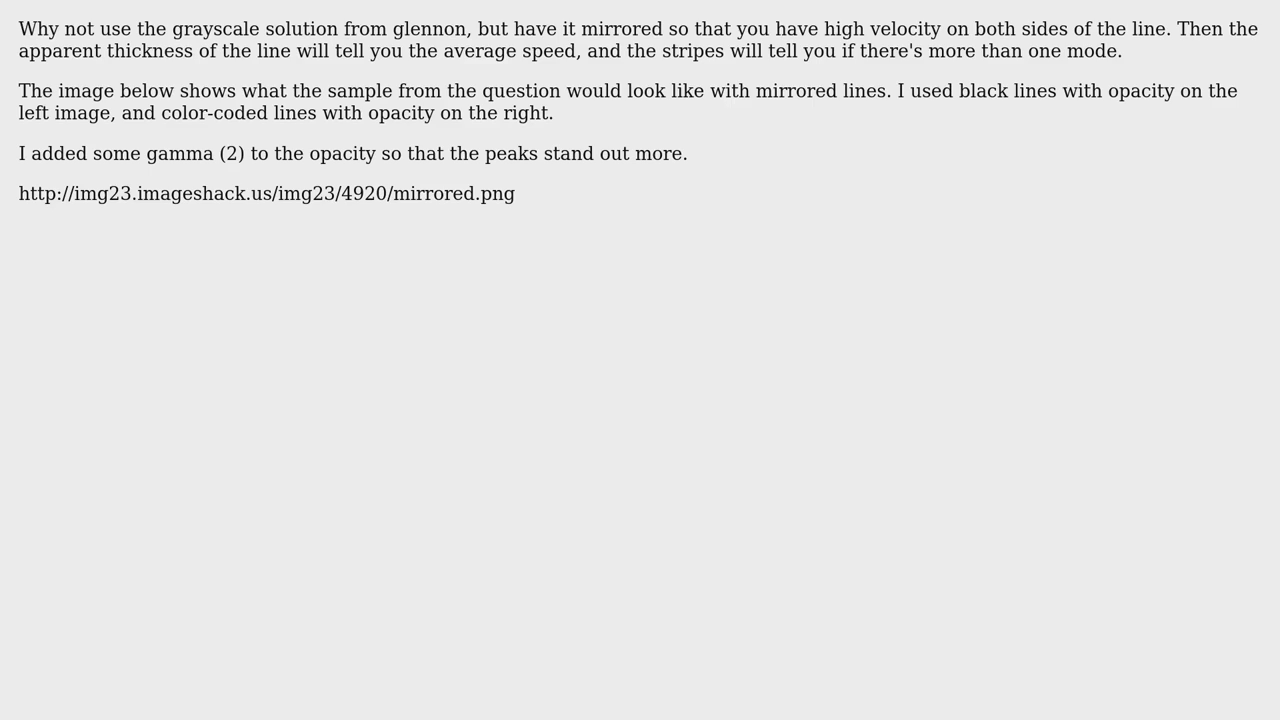 Why not use the grayscale solution from glennon, but have it mirrored so that you have high velocity on both sides of the line. Then the
apparent thickness of the line will tell you the average speed, and the stripes will tell you if there's more than one mode.
The image below shows what the sample from the question would look like with mirrored lines. I used black lines with opacity on the
left image, and color-coded lines with opacity on the right.
I added some gamma (2) to the opacity so that the peaks stand out more.
http://img23.imageshack.us/img23/4920/mirrored.png